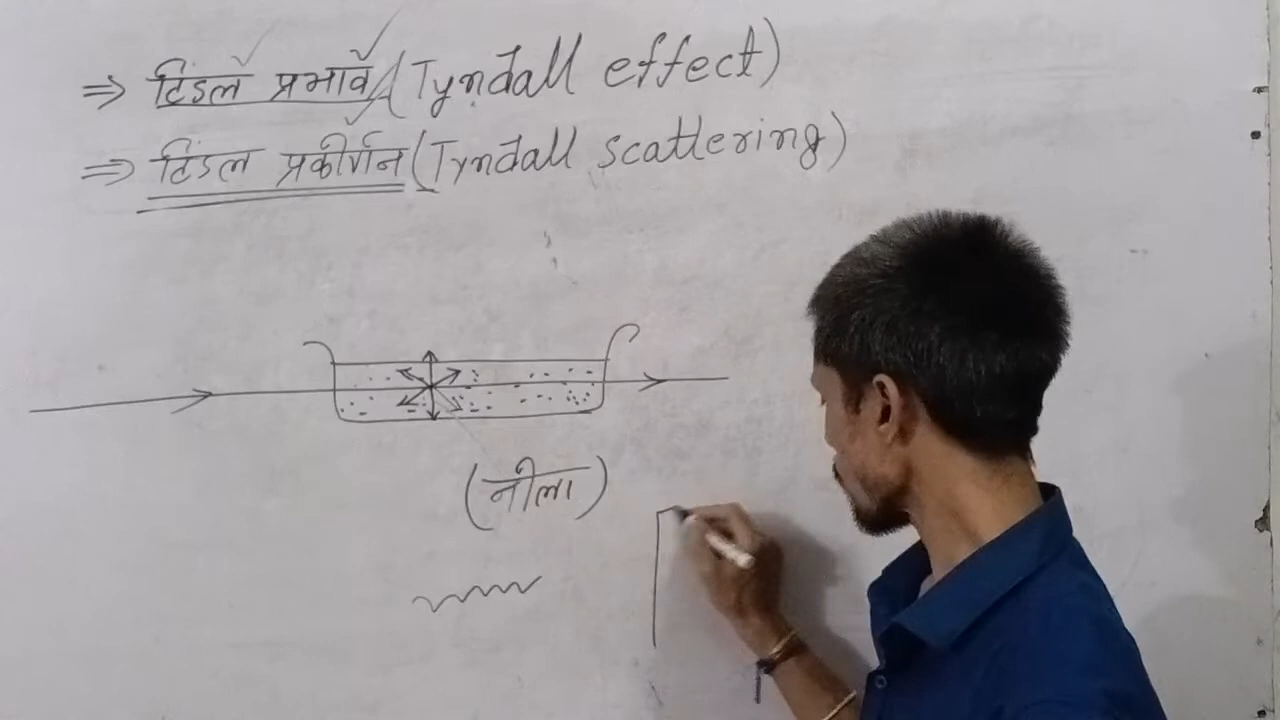 ⇒ टिंडल प्रभाव (Tyndall effect)
⇒ टिंडल प्रकीर्णन (Tyndall scattering)
(नीला)